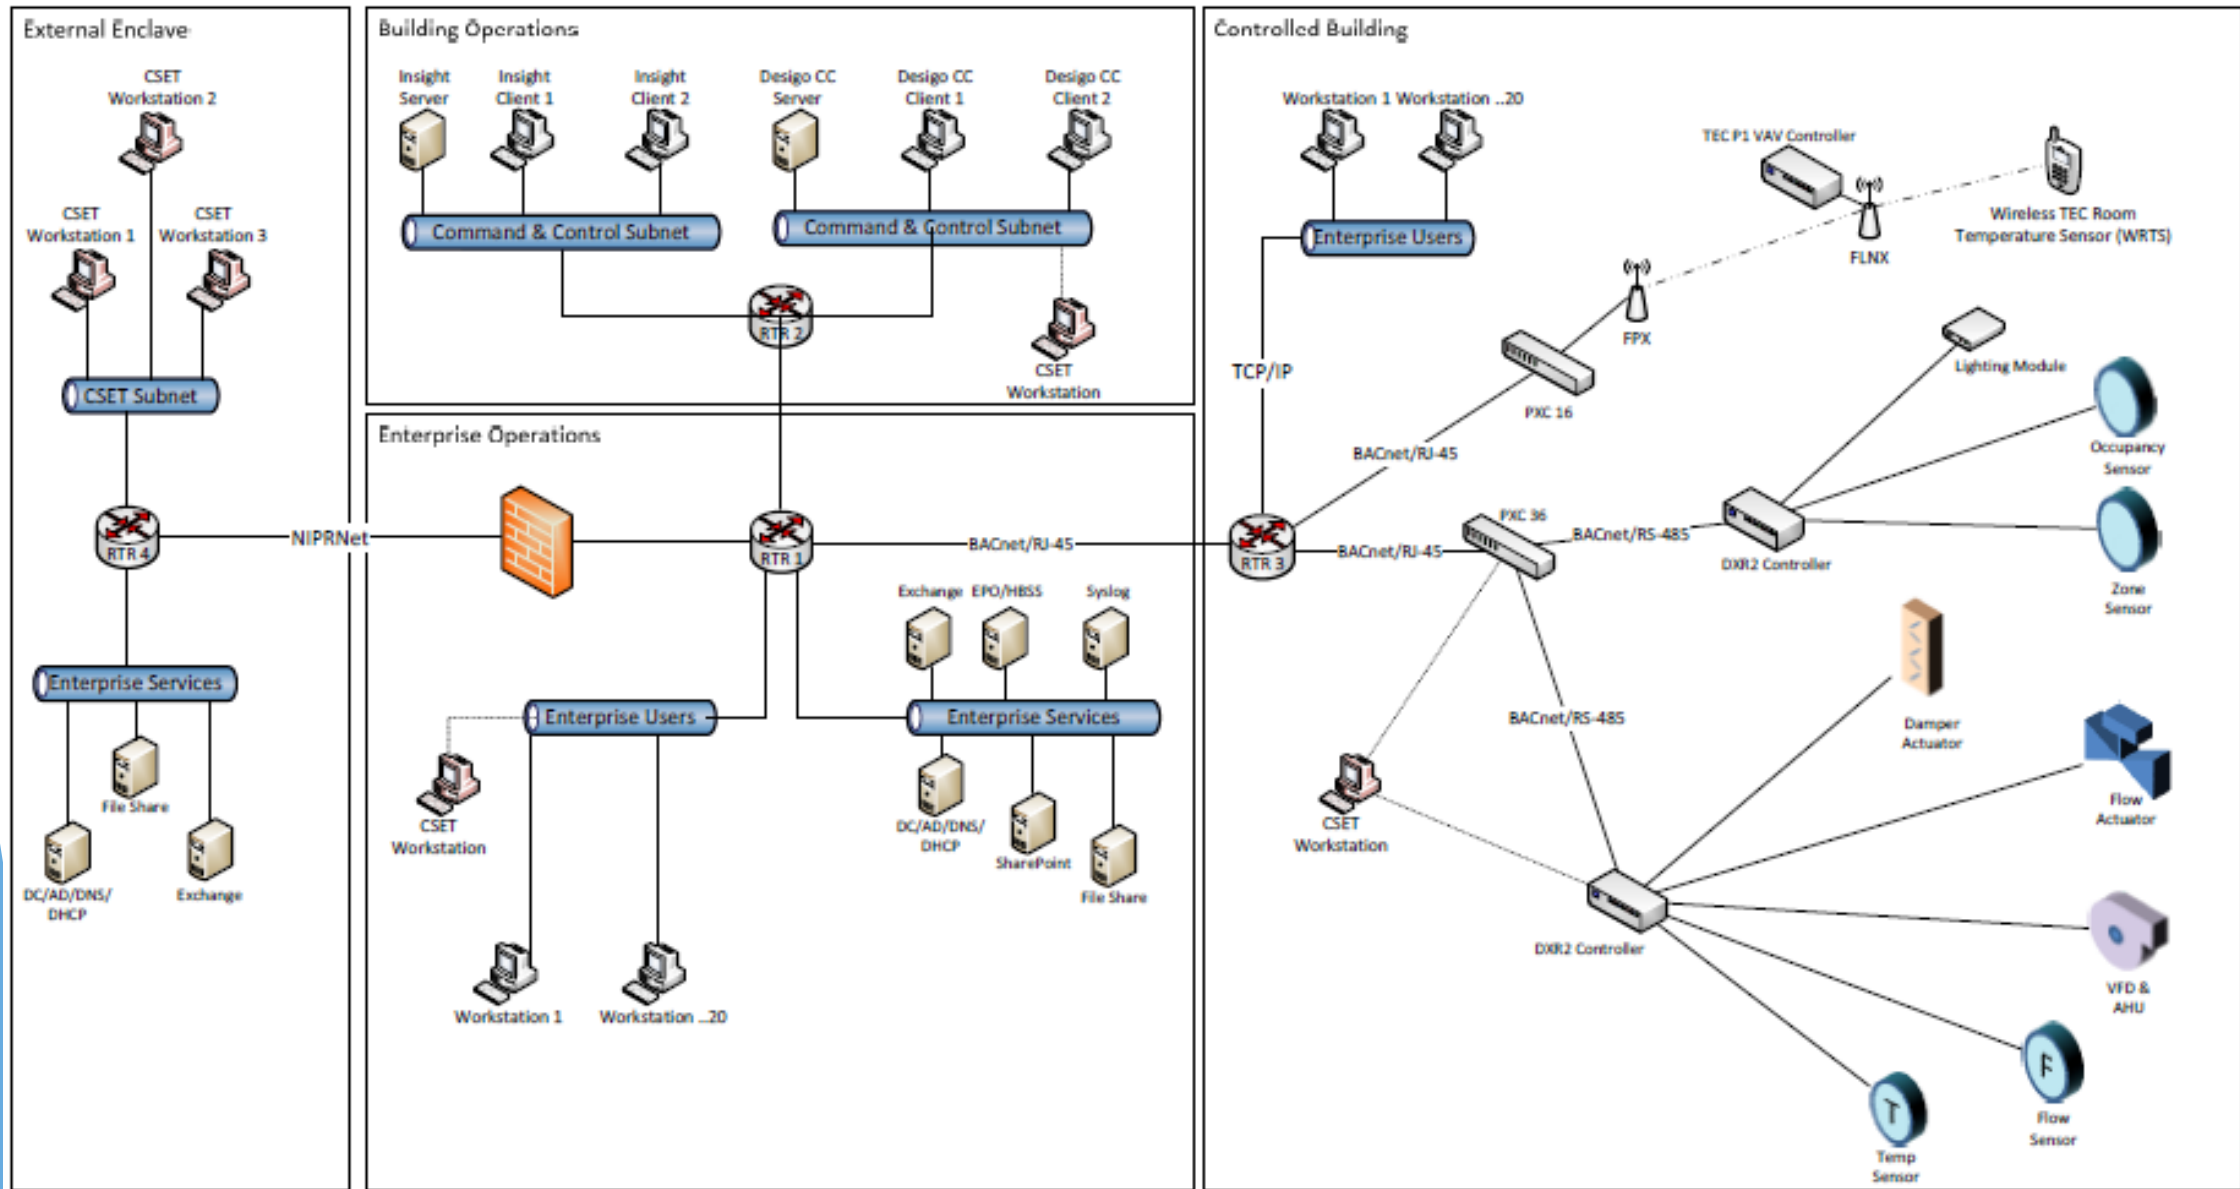 External Enclave
CSET
Workstation 2
CSET
Workstation 1
CSET
Workstation 3
CSET Subnet
RTR 4
NIPRNet
Enterprise Services
File Share
DC/AD/DNS/
DHCP
Exchange
Building Operations
Insight
Server
Insight
Client 1
Insight
Client 2
Desigo CC
Server
Desigo CC
Client 1
Desigo CC
Client 2
Command & Control Subnet
Command & Control Subnet
RTR 2
CSET
Workstation
Enterprise Operations
RTR 1
BACnet/RJ-45
Exchange
EPO/HBSS
Syslog
Enterprise Users
Enterprise Services
CSET
Workstation
DC/AD/DNS/
DHCP
SharePoint
File Share
Workstation 1
Workstation ..20
Controlled Building
Workstation 1
Workstation ..20
Enterprise Users
TCP/IP
TEC P1 VAV Controller
Wireless TEC Room
Temperature Sensor (WRTS)
FLNX
FPX
PXC 16
Lighting Module
BACnet/RJ-45
Occupancy
Sensor
RTR 3
BACnet/RJ-45
PXC 36
BACnet/RS-485
DXR2 Controller
Zone
Sensor
BACnet/RS-485
Damper
Actuator
Flow
Actuator
CSET
Workstation
DXR2 Controller
VFD &
AHU
F
Flow
Sensor
T
Temp
Sensor